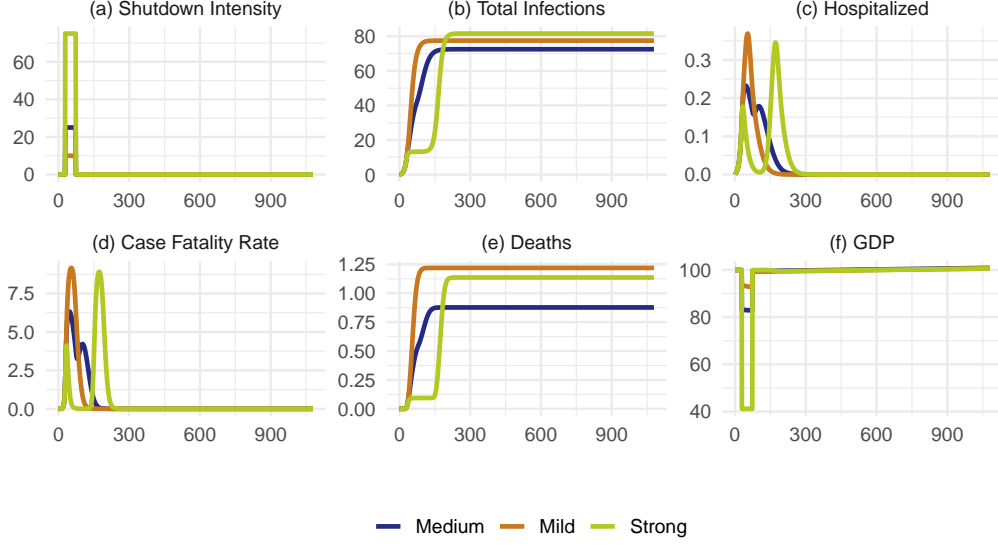 (a) Shutdown Intensity
(b) Total Infections
(c) Hospitalized
60
40
20
0
80
60
40
20
0
0.3
0.2
0.1
0.0
0 300 600 900
0 300 600 900
0 300 600 900
(d) Case Fatality Rate
(e) Deaths
(f) GDP
7.5
5.0
2.5
0.0
1.25
1.00
0.75
0.50
0.25
0.00
100
80
60
40
0 300 600 900
0 300 600 900
0 300 600 900
Medium Mild Strong